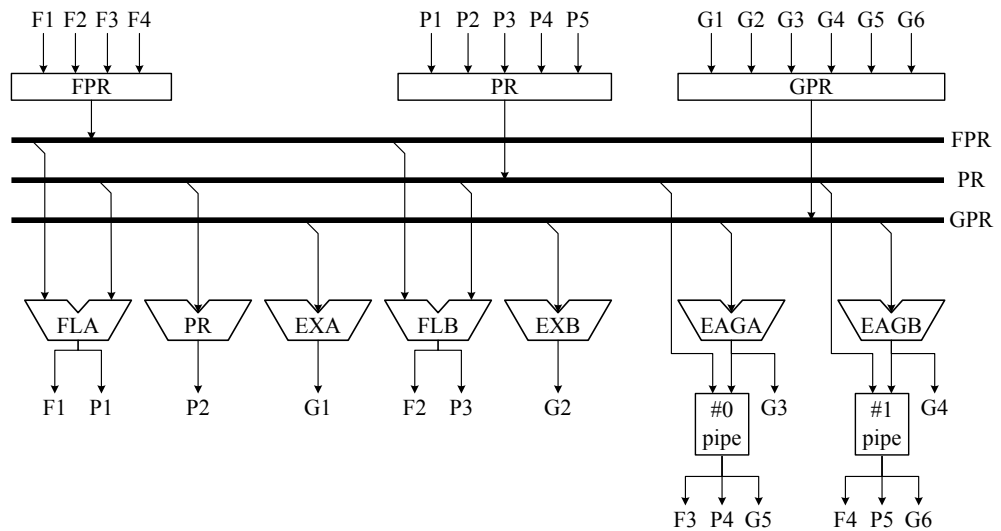 F1 F2 F3 F4 P1 P2 P3 P4 P5 G1 G2 G3 G4 G5 G6
FPR PR GPR
FPR
PR
GPR
FLA PR EXA FLB EXB EAGA EAGB
F1 P1 P2 G1 F2 P3 G2 #0 G3 #1 G4
pipe pipe
F3 P4 G5 F4 P5 G6